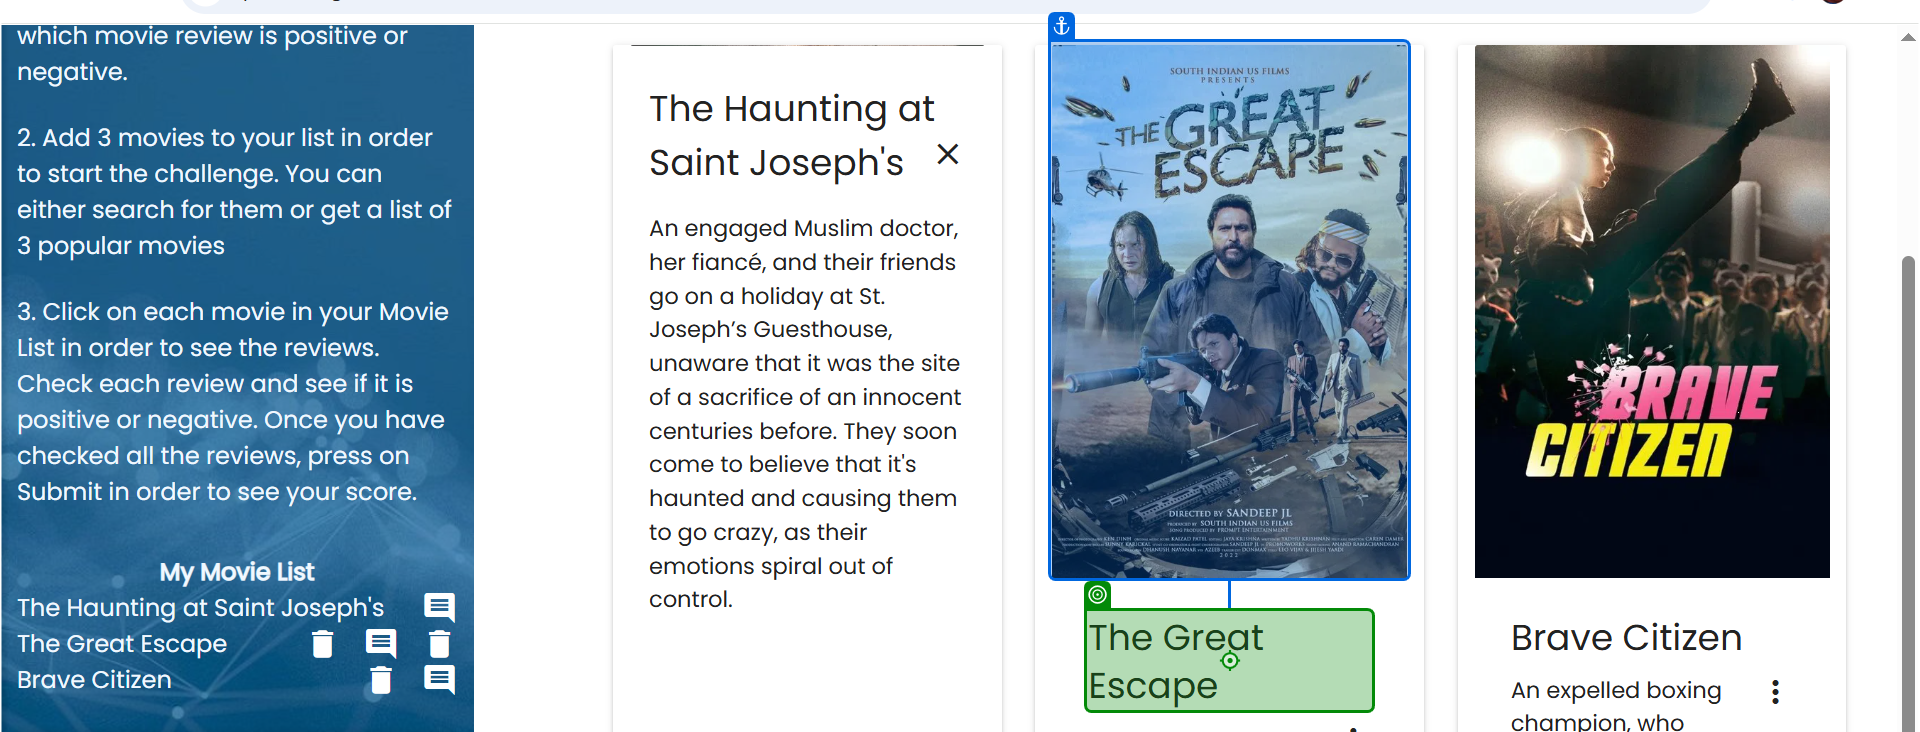 which movie review is positive or
negative.
2. Add 3 movies to your list in order
to start the challenge. You can
either search for them or get a list of
3 popular movies
3. Click on each movie in your Movie
List in order to see the reviews.
Check each review and see if it is
positive or negative. Once you have
checked all the reviews, press on
Submit in order to see your score.
My Movie List
The Haunting at Saint Joseph's
The Great Escape
Brave Citizen
The Haunting at
Saint Joseph's
An engaged Muslim doctor,
her fiancé, and their friends
go on a holiday at St.
Joseph’s Guesthouse,
unaware that it was the site
of a sacrifice of an innocent
centuries before. They soon
come to believe that it's
haunted and causing them
to go crazy, as their
emotions spiral out of
control.
SOUTH INDIAN US FILMS
PRESENTS
THE GREAT
ESCAPE
DIRECTED BY SANDEEP JL
PRODUCED BY SOUTH INDIAN US FILMS
SONG PRODUCED BY PROMPT ENTERTAINMENT
2023
The Great
Escape
BRAVE
CITIZEN
Brave Citizen
An expelled boxing
champion, who